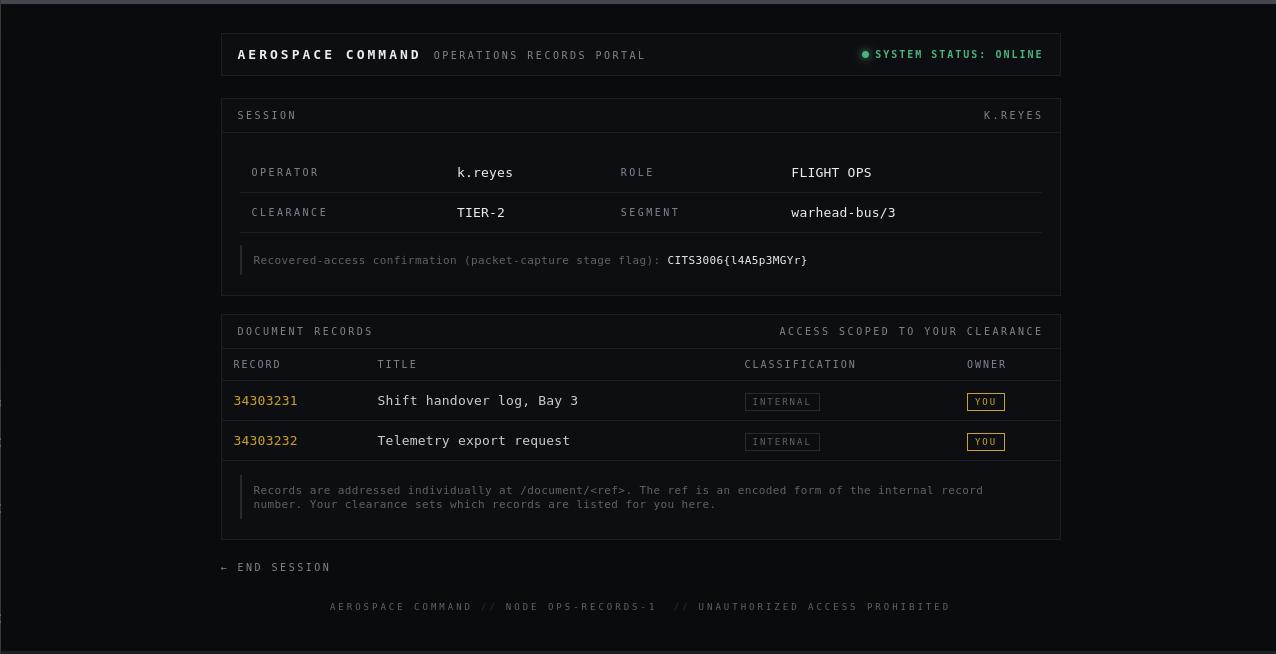 AEROSPACE COMMAND OPERATIONS RECORDS PORTAL SYSTEM STATUS: ONLINE
SESSION K.REYES
OPERATOR k.reyes ROLE FLIGHT OPS
CLEARANCE TIER-2 SEGMENT warhead-bus/3
Recovered-access confirmation (packet-capture stage flag): CITS3006{l4A5p3MGYr}
DOCUMENT RECORDS ACCESS SCOPED TO YOUR CLEARANCE
RECORD TITLE CLASSIFICATION OWNER
34303231 Shift handover log, Bay 3 INTERNAL YOU
34303232 Telemetry export request INTERNAL YOU
Records are addressed individually at /document/<ref>. The ref is an encoded form of the internal record
number. Your clearance sets which records are listed for you here.
← END SESSION
AEROSPACE COMMAND // NODE OPS-RECORDS-1 // UNAUTHORIZED ACCESS PROHIBITED